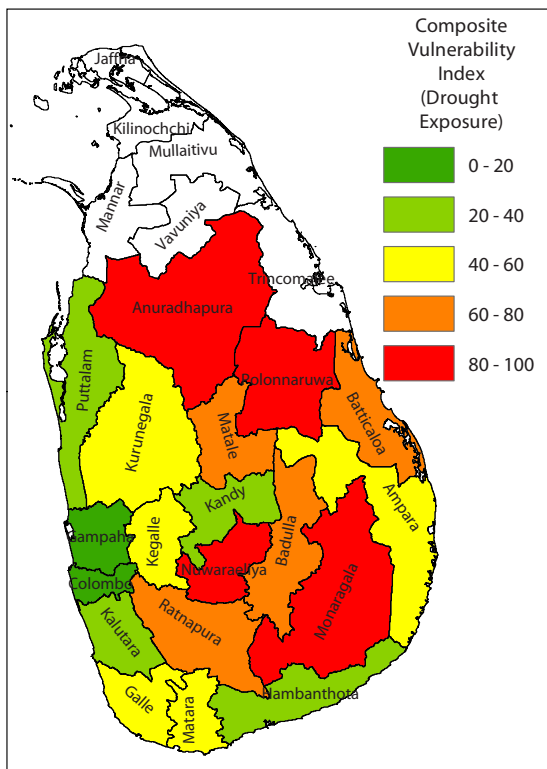 Composite
Vulnerability
Index
(Drought
Exposure)
0 - 20
20 - 40
40 - 60
60 - 80
80 - 100
Jaffna
Kilinochchi
Mullaitivu
Mannar
Vavuniya
Trincomalee
Anuradhapura
Puttalam
Polonnaruwa
Batticaloa
Kurunegala
Matale
Kandy
Ampara
Gampaha
Kegalle
Badulla
Nuwaraeliya
Colombo
Monaragala
Kalutara
Ratnapura
Hambanthota
Galle
Matara